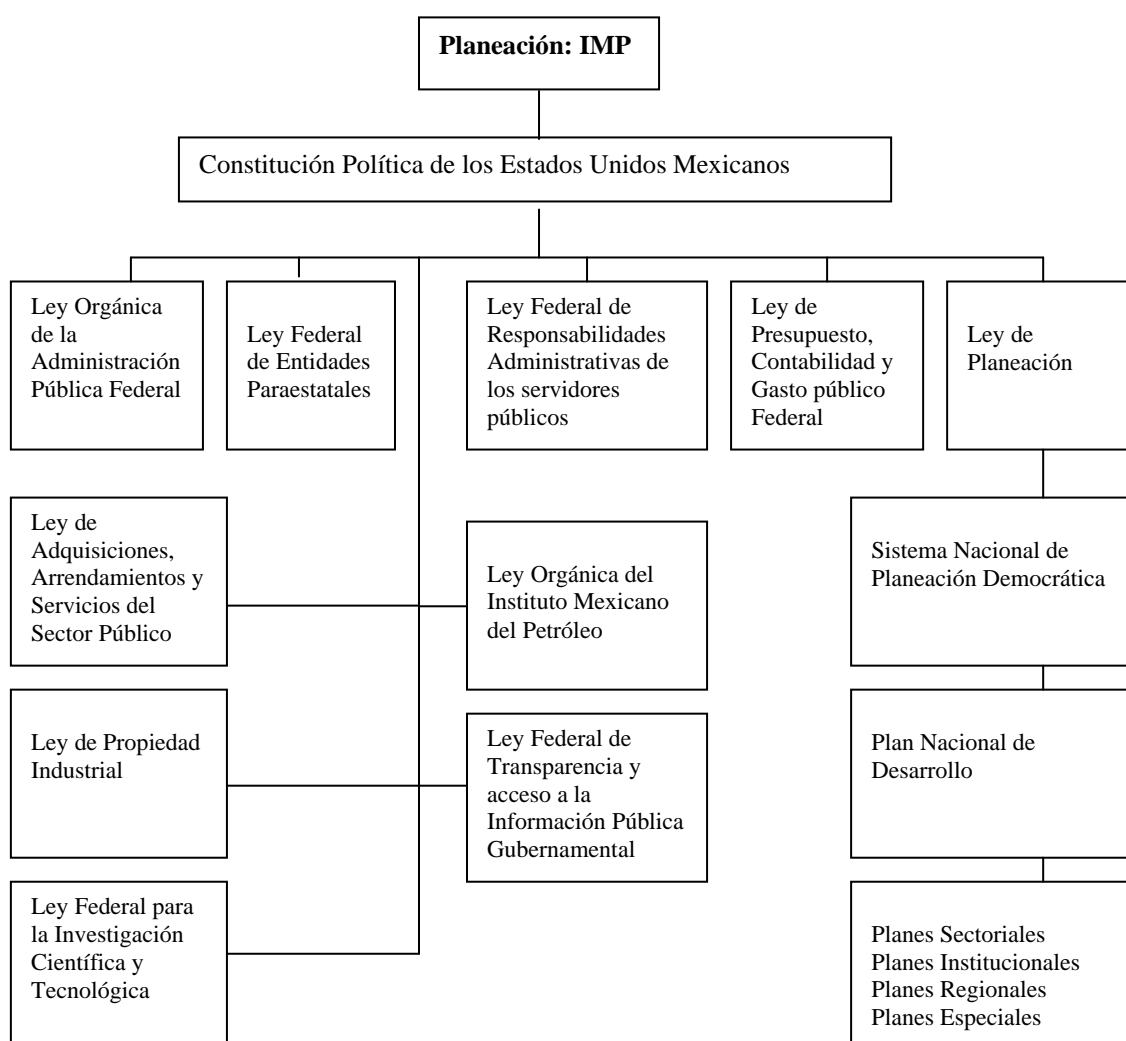 Planeación: IMP
Constitución Política de los Estados Unidos Mexicanos
Ley Orgánica
de la
Administración
Pública Federal
Ley Federal
de Entidades
Paraestatales
Ley Federal de
Responsabilidades
Administrativas de
los servidores
públicos
Ley de
Presupuesto,
Contabilidad y
Gasto público
Federal
Ley de
Planeación
Ley de
Adquisiciones,
Arrendamientos y
Servicios del
Sector Público
Ley Orgánica del
Instituto Mexicano
del Petróleo
Sistema Nacional de
Planeación Democrática
Ley de Propiedad
Industrial
Ley Federal de
Transparencia y
acceso a la
Información Pública
Gubernamental
Plan Nacional de
Desarrollo
Ley Federal para
la Investigación
Científica y
Tecnológica
Planes Sectoriales
Planes Institucionales
Planes Regionales
Planes Especiales